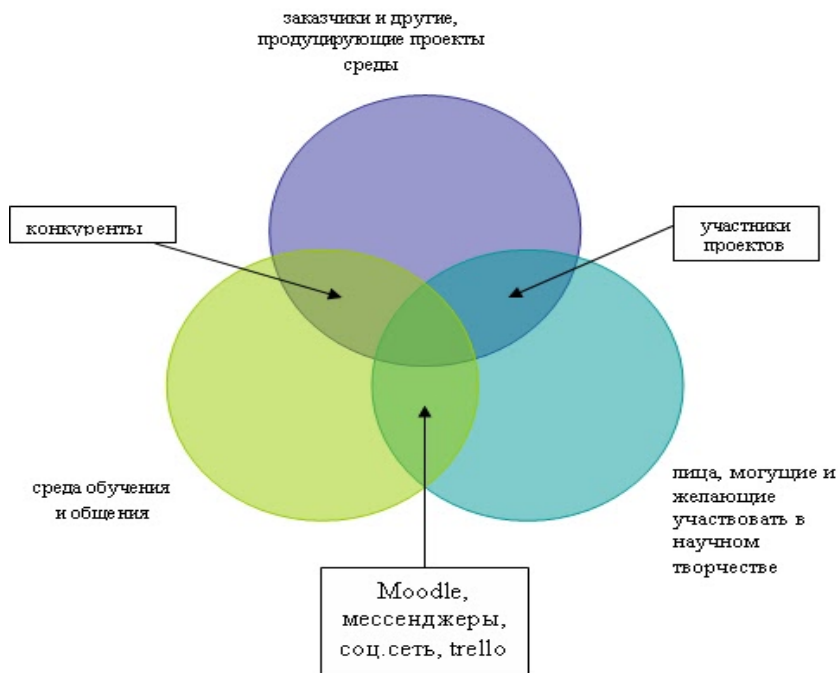 заказчики и другие,
продуцирующие проекты
среды
конкуренты
участники
проектов
среда обучения
и общения
лица, могущие и
желающие
участвовать в
научном
творчестве
Moodle,
мессенджеры,
соц.сеть, trello